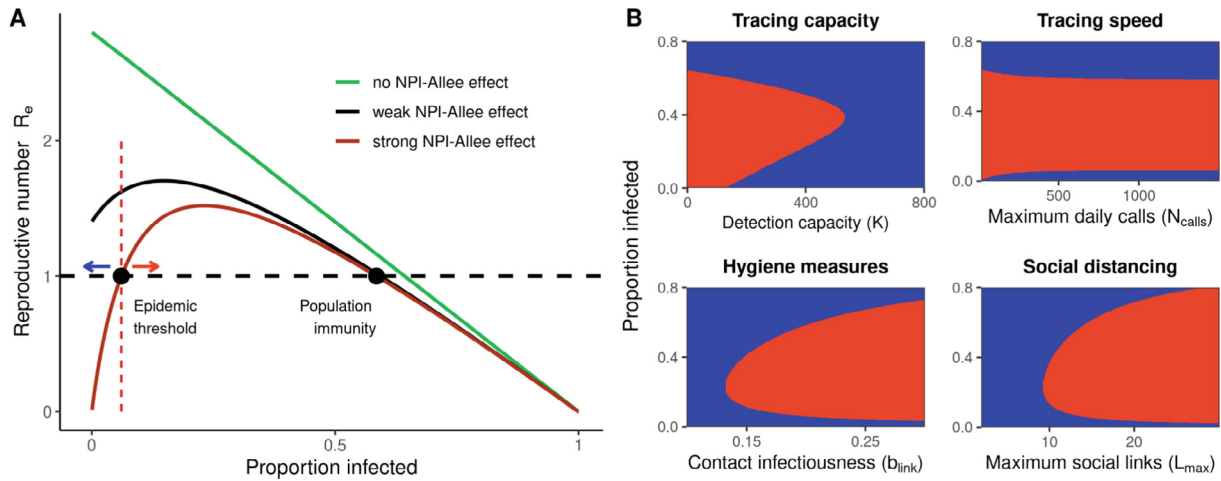 A
Reproductive number Re
2
1
0
no NPI-Allee effect
weak NPI-Allee effect
strong NPI-Allee effect
Epidemic
threshold
Population
immunity
0
0.5
1
Proportion infected
B
Proportion infected
Tracing capacity
0.8
0.4
0.0
0
400
800
Detection capacity (K)
Tracing speed
0.8
0.4
0.0
500
1000
Maximum daily calls (Ncalls)
Hygiene measures
0.8
0.4
0.0
0.15
0.25
Contact infectiousness (blink)
Social distancing
0.8
0.4
0.0
10
20
Maximum social links (Lmax)